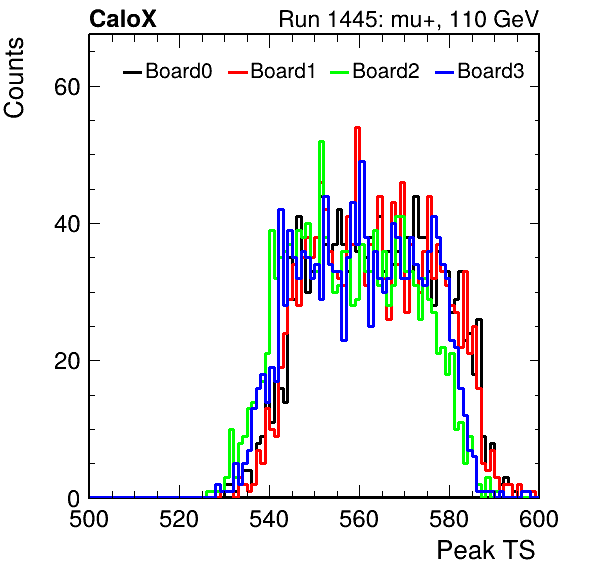 CaloX Run 1445: mu+, 110 GeV
Counts
Board0 Board1 Board2 Board3
60
40
20
0
500 520 540 560 580 600
Peak TS